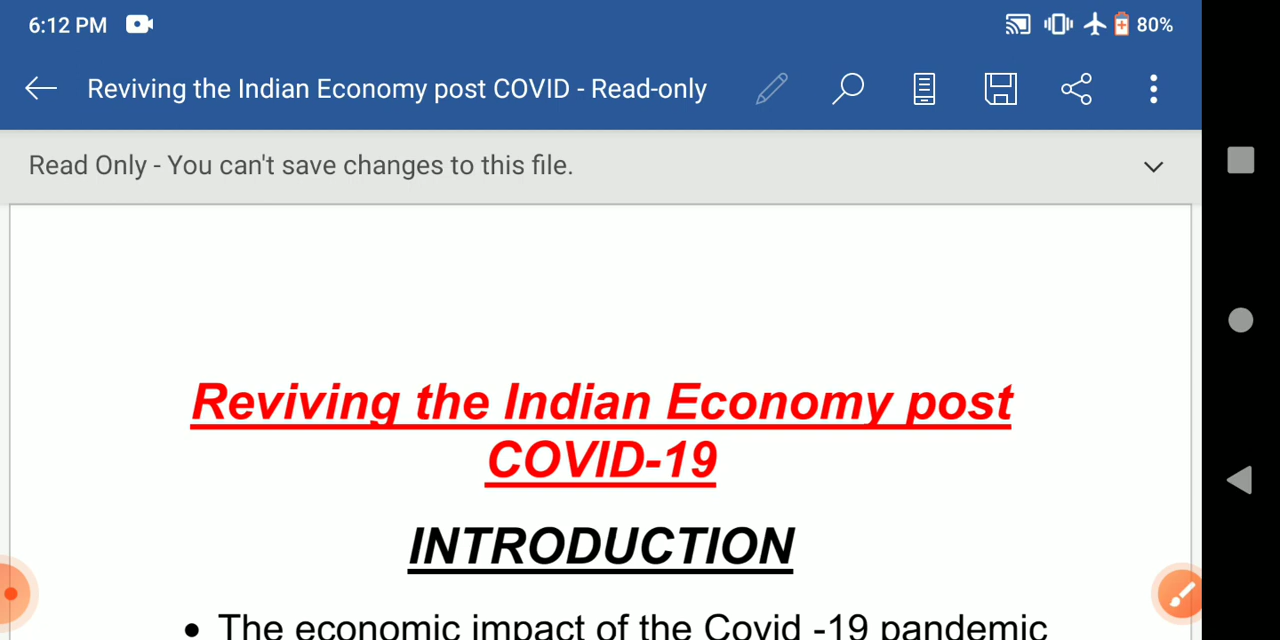 6:12 PM 80%
Reviving the Indian Economy post COVID - Read-only
Read Only - You can't save changes to this file.
Reviving the Indian Economy post
COVID-19
INTRODUCTION
• The economic impact of the Covid -19 pandemic